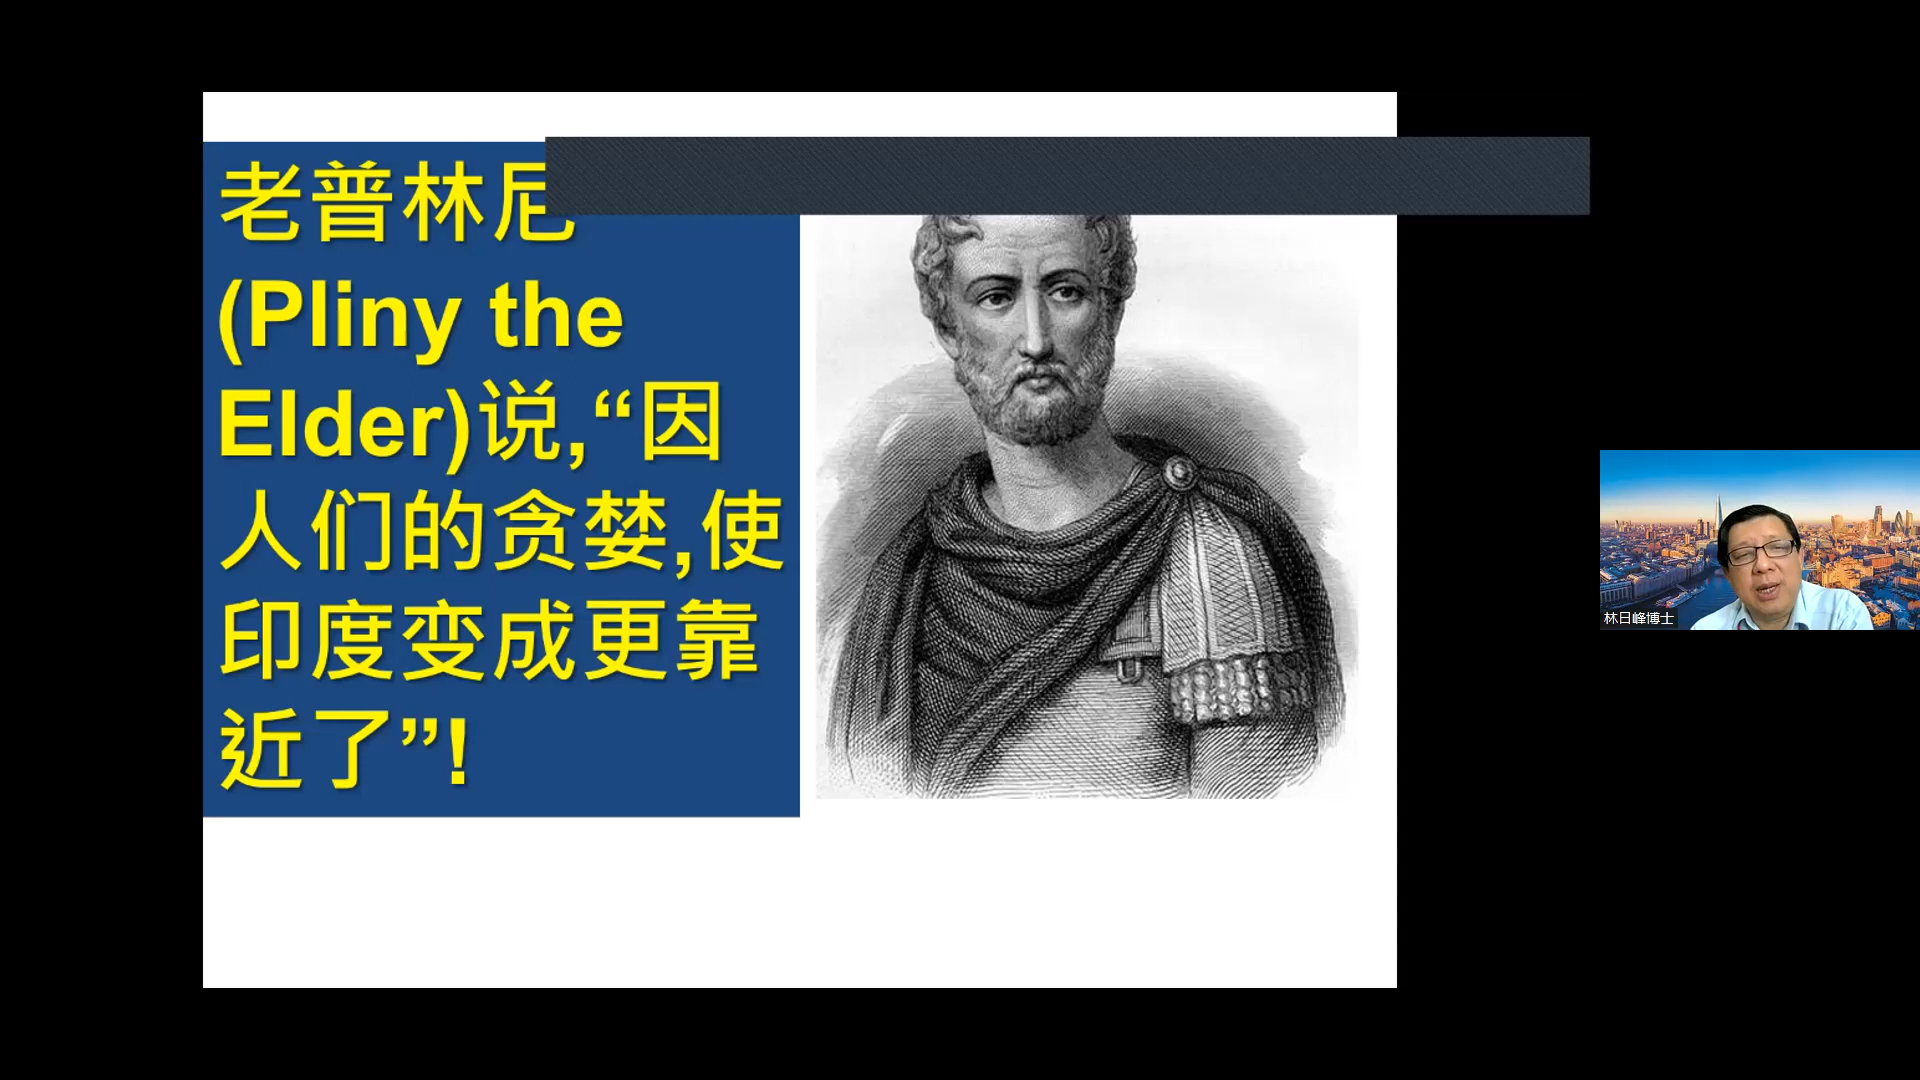 老普林尼
(Pliny the
Elder)说,“因
人们的贪婪,使
印度变成更靠
近了”!
林日峰博士